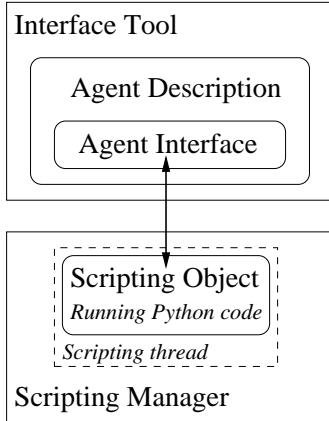 Interface Tool
Agent Description
Agent Interface
Scripting Object
Running Python code
Scripting thread
Scripting Manager